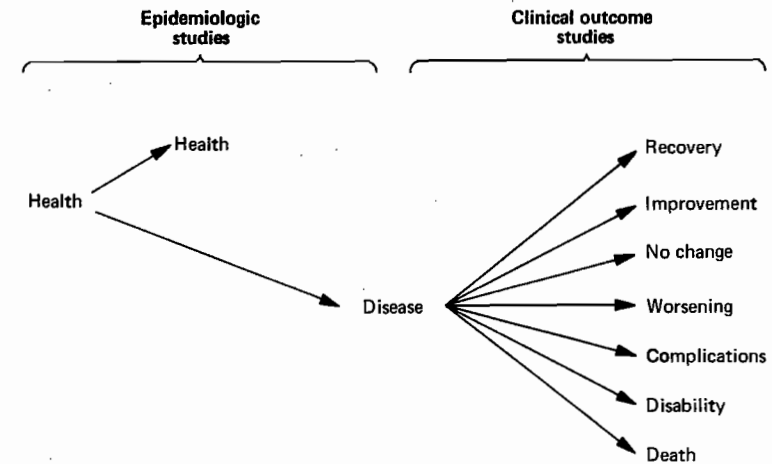 Epidemiologic
studies
Clinical outcome
studies
Health
Health
Disease
Recovery
Improvement
No change
Worsening
Complications
Disability
Death